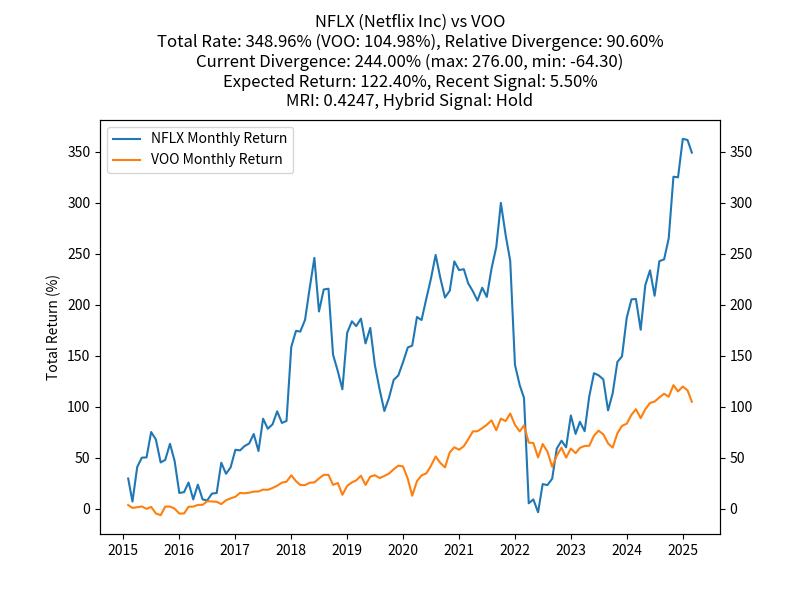 NFLX (Netflix Inc) vs VOO
Total Rate: 348.96% (VOO: 104.98%), Relative Divergence: 90.60%
Current Divergence: 244.00% (max: 276.00, min: -64.30)
Expected Return: 122.40%, Recent Signal: 5.50%
MRI: 0.4247, Hybrid Signal: Hold
NFLX Monthly Return
VOO Monthly Return
Total Return (%)
350 350
300 300
250 250
200 200
150 150
100 100
50 50
0 0
2015 2016 2017 2018 2019 2020 2021 2022 2023 2024 2025